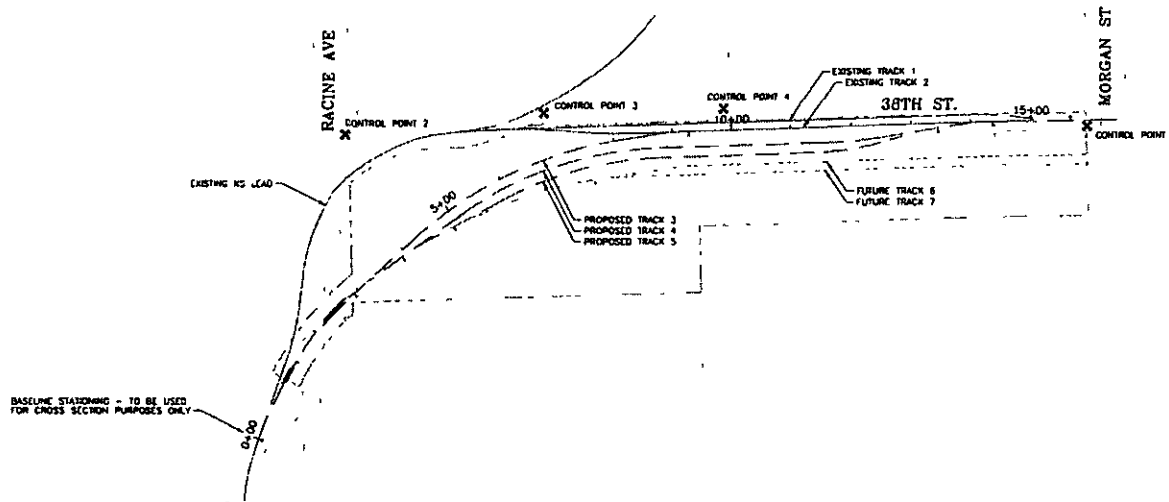 RACINE AVE
MORGAN ST
EXISTING TRACK 1
EXISTING TRACK 2
CONTROL POINT 4
38TH ST.
CONTROL POINT 3
10+00
15+00
CONTROL POINT 2
CONTROL POINT
EXISTING NS LEAD
5+00
FUTURE TRACK 6
FUTURE TRACK 7
PROPOSED TRACK 3
PROPOSED TRACK 4
PROPOSED TRACK 5
BASELINE STATIONING - TO BE USED
FOR CROSS SECTION PURPOSES ONLY
0+00